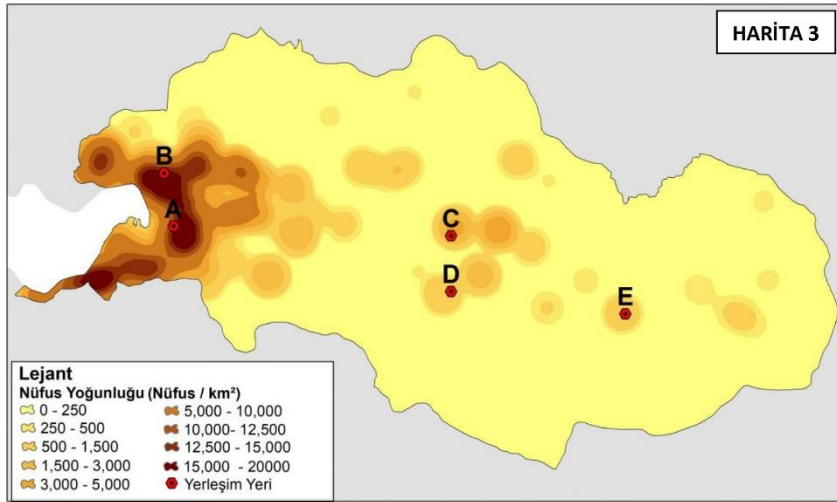 HARİTA 3
B
A
C
D
E
Lejant
Nüfus Yoğunluğu (Nüfus / km²)
0 - 250
250 - 500
500 - 1,500
1,500 - 3,000
3,000 - 5,000
5,000 - 10,000
10,000 - 12,500
12,500 - 15,000
15,000 - 20000
Yerleşim Yeri